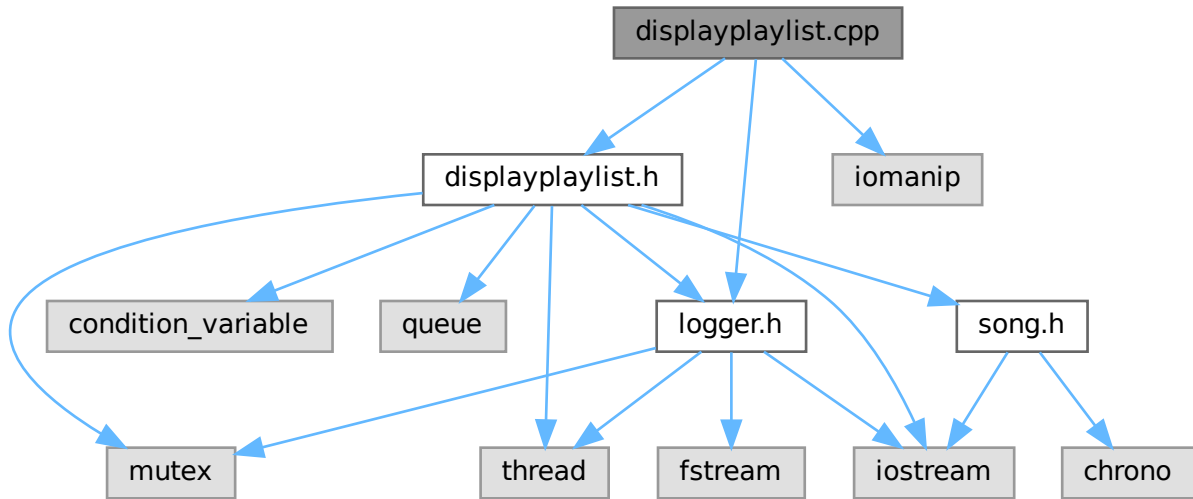 displayplaylist.cpp
displayplaylist.h
iomanip
condition_variable
queue
logger.h
song.h
mutex
thread
fstream
iostream
chrono